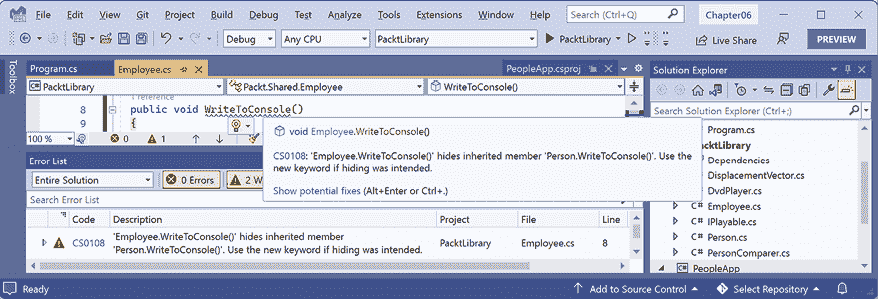 File Edit View Git Project Build Debug Test Analyze Tools Extensions Window Help Search (Ctrl+Q) Chapter06
Debug Any CPU PacktLibrary PacktLibrary Live Share PREVIEW
Toolbox
Program.cs Employee.cs PeopleApp.csproj
PacktLibrary Packt.Shared.Employee WriteToConsole()
1 reference
8 public void WriteToConsole()
9 {
100 % 0 1
void Employee.WriteToConsole()
CS0108: 'Employee.WriteToConsole()' hides inherited member 'Person.WriteToConsole()'. Use the
new keyword if hiding was intended.
Show potential fixes (Alt+Enter or Ctrl+.)
Error List
Entire Solution 0 Errors 2 W
Search Error List
Code Description Project File Line
CS0108 'Employee.WriteToConsole()' hides inherited member
'Person.WriteToConsole()'. Use the new keyword if hiding was intended. PacktLibrary Employee.cs 8
Solution Explorer
Search Solution Explorer (Ctrl+;)
Program.cs
Dependencies
DisplacementVector.cs
C# DvdPlayer.cs
C# Employee.cs
C# IPlayable.cs
C# Person.cs
C# PersonComparer.cs
PeopleApp
Ready Add to Source Control Select Repository